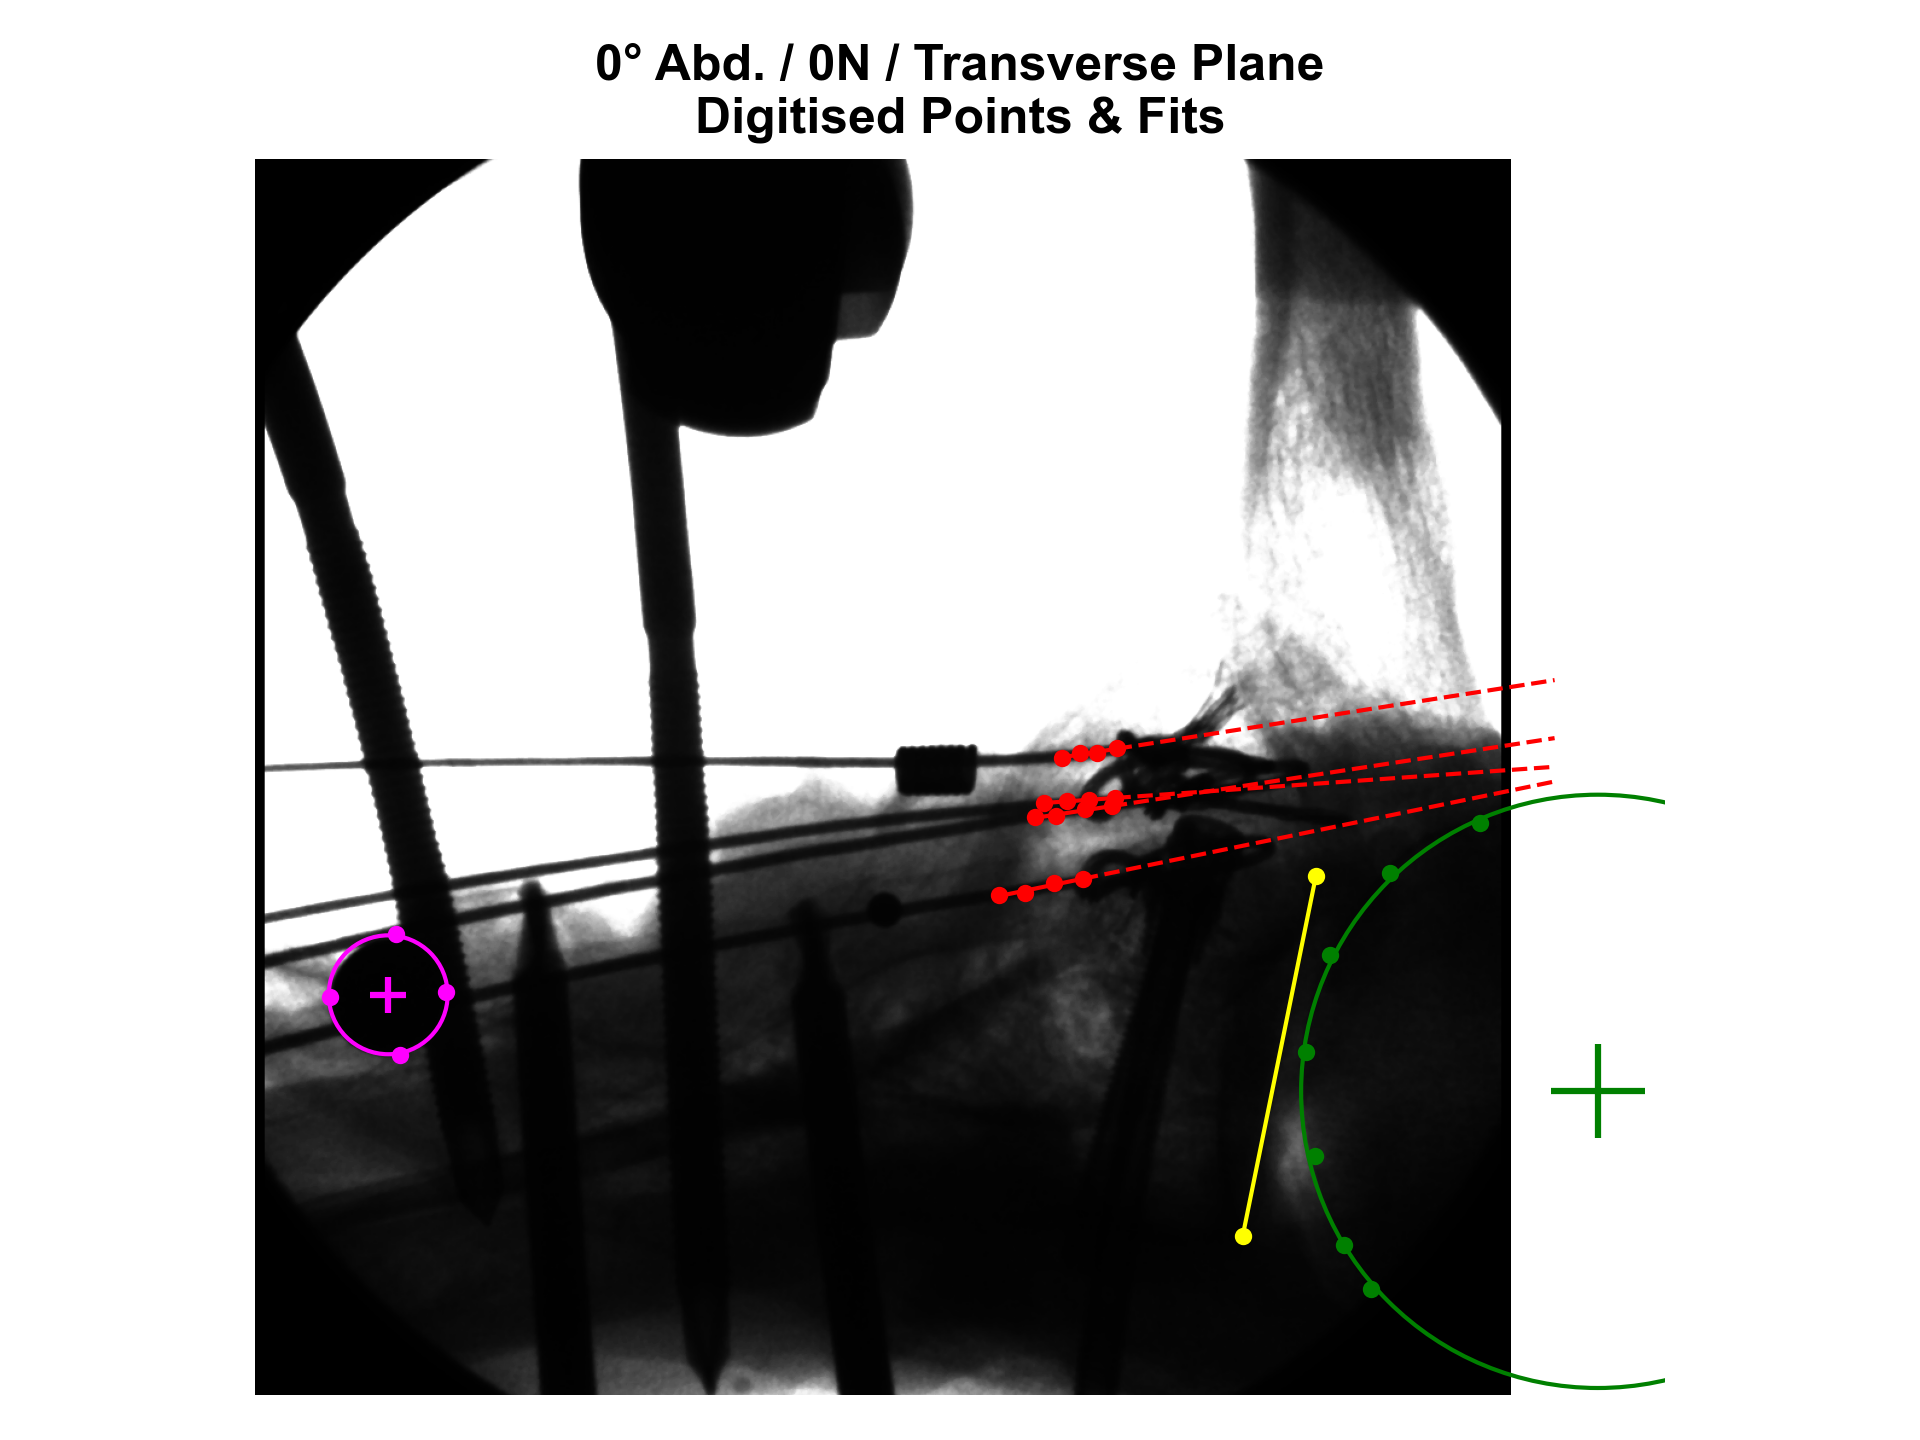 0° Abd. / 0N / Transverse Plane
Digitised Points & Fits